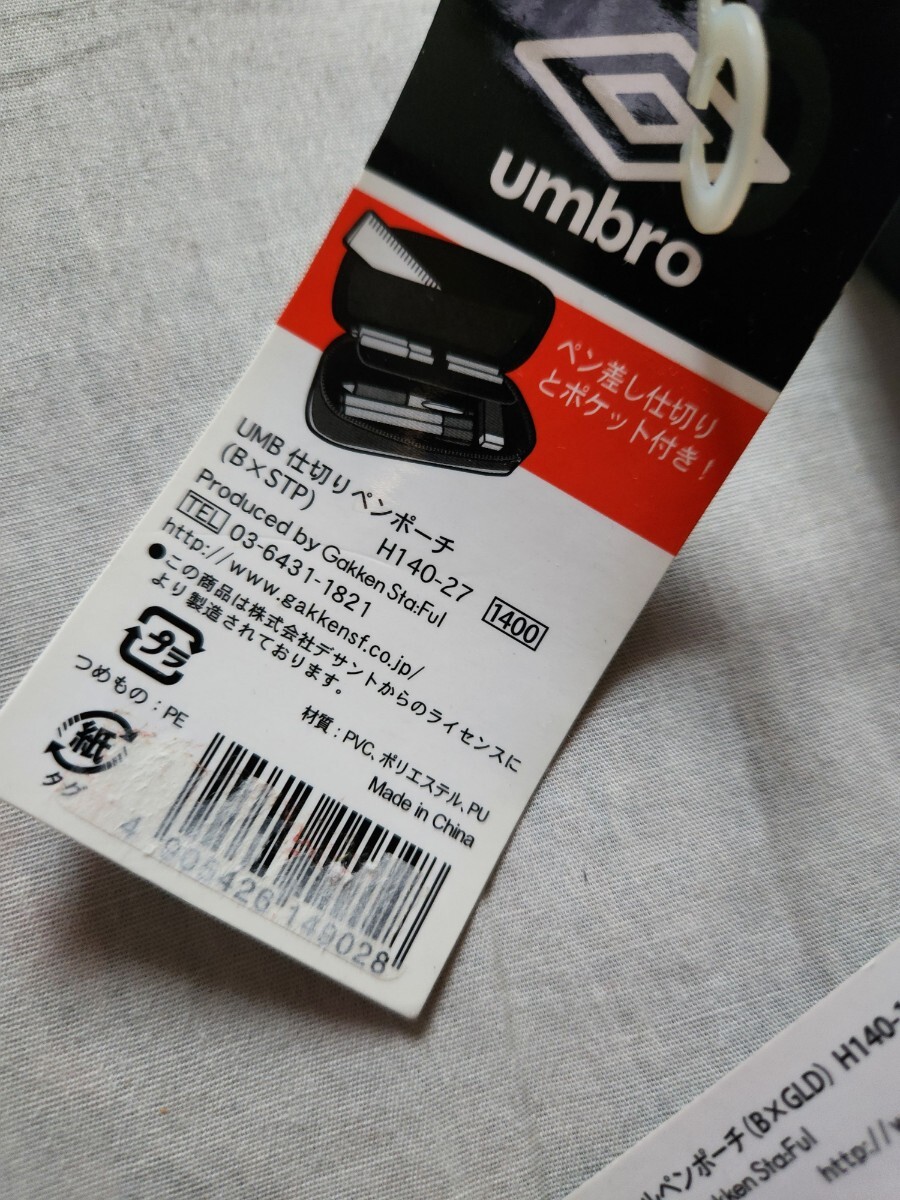 umbro
ペン差し仕切り
とポケット付き！
UMB 仕切りペンポーチ
(B×STP) H140-27 1400
Produced by Gakken Sta:Ful
TEL 03-6431-1821
http://www.gakkensf.co.jp/
●この商品は株式会社デサントからのライセンスに
より製造されております。
プラ
つめもの：PE
材質：PVC、ポリエステル、PU
紙
タグ
Made in China
4 905426 149028
ペンポーチ(B×GLD) H140-
Gakken Sta:Ful
http://w